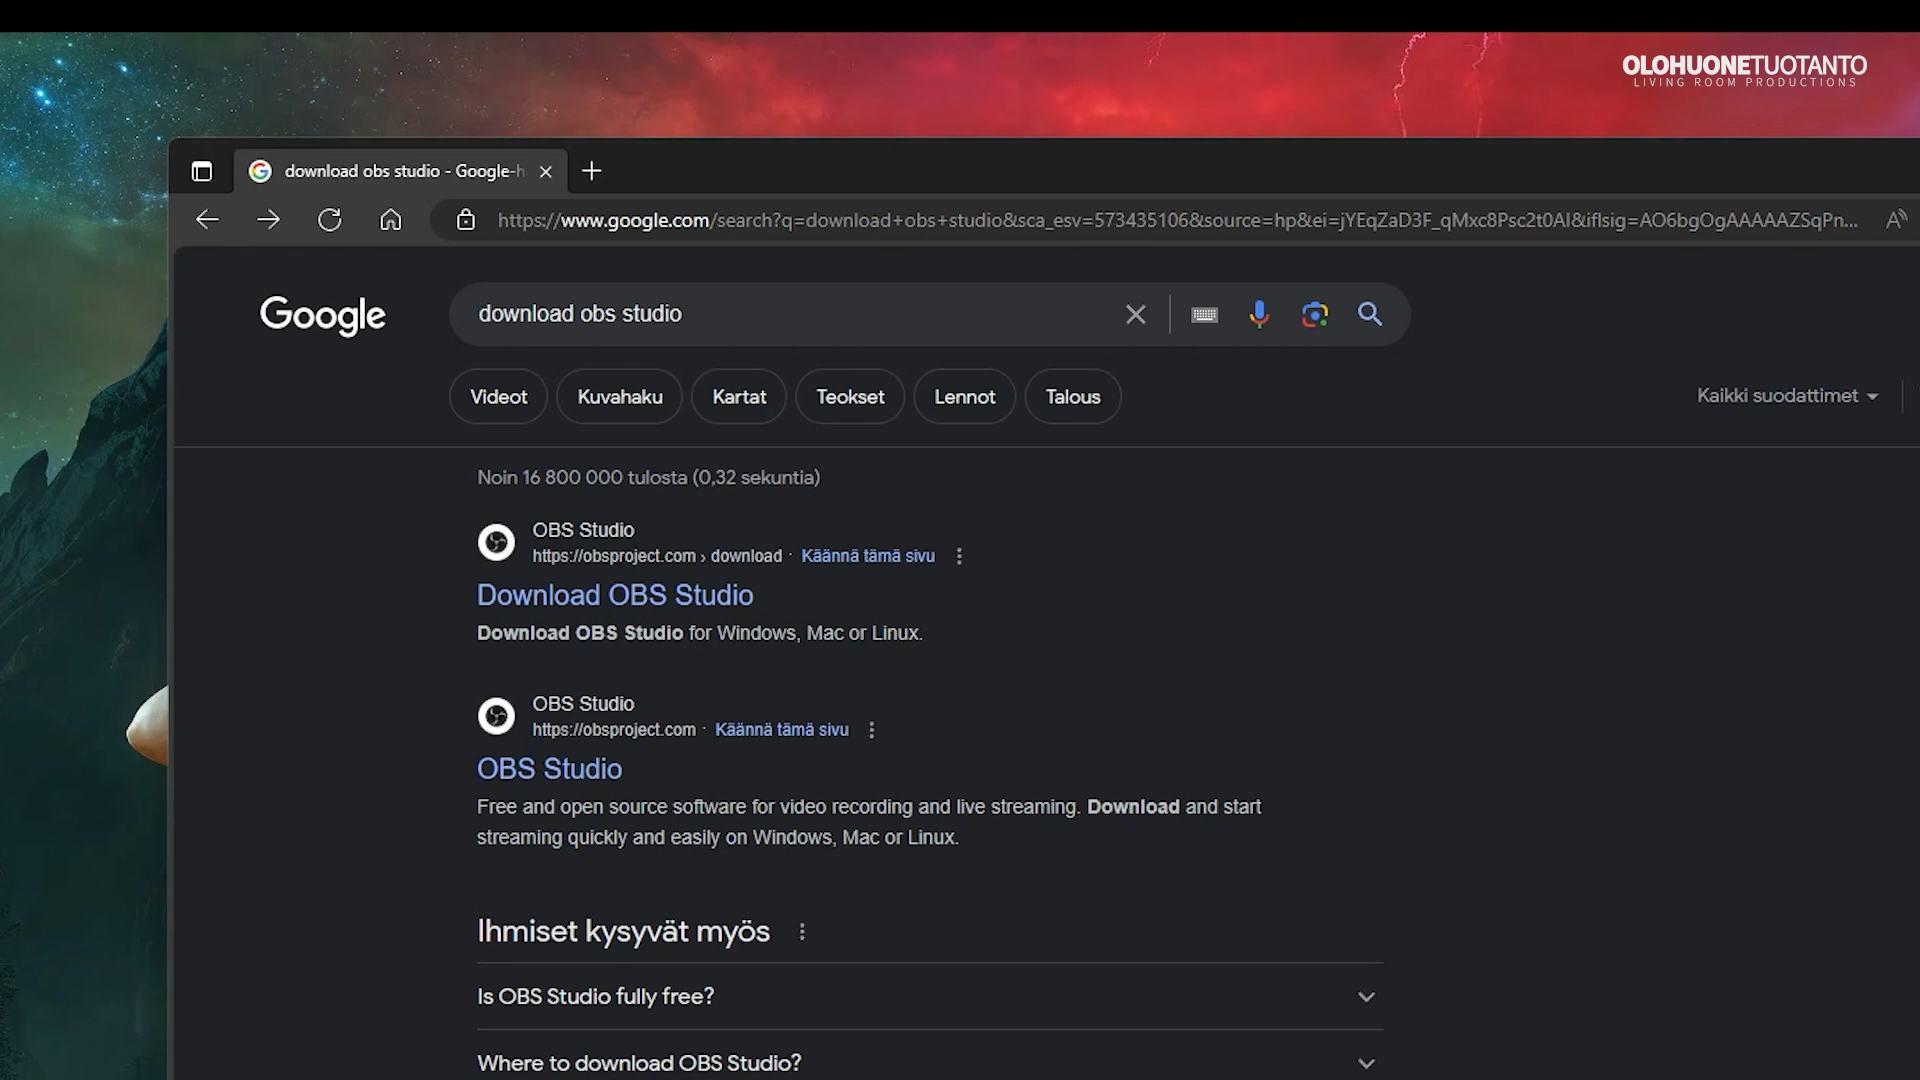 OLOHUONETUOTANTO
LIVING ROOM PRODUCTIONS
download obs studio - Google-h
https://www.google.com/search?q=download+obs+studio&sca_esv=573435106&source=hp&ei=jYEqZaD3F_qMxc8Psc2t0AI&iflsig=AO6bgOgAAAAAZSqPn...
Google
download obs studio
Videot
Kuvahaku
Kartat
Teokset
Lennot
Talous
Kaikki suodattimet
Noin 16 800 000 tulosta (0,32 sekuntia)
OBS Studio
https://obsproject.com › download · Käännä tämä sivu
Download OBS Studio
Download OBS Studio for Windows, Mac or Linux.
OBS Studio
https://obsproject.com · Käännä tämä sivu
OBS Studio
Free and open source software for video recording and live streaming. Download and start
streaming quickly and easily on Windows, Mac or Linux.
Ihmiset kysyvät myös
Is OBS Studio fully free?
Where to download OBS Studio?